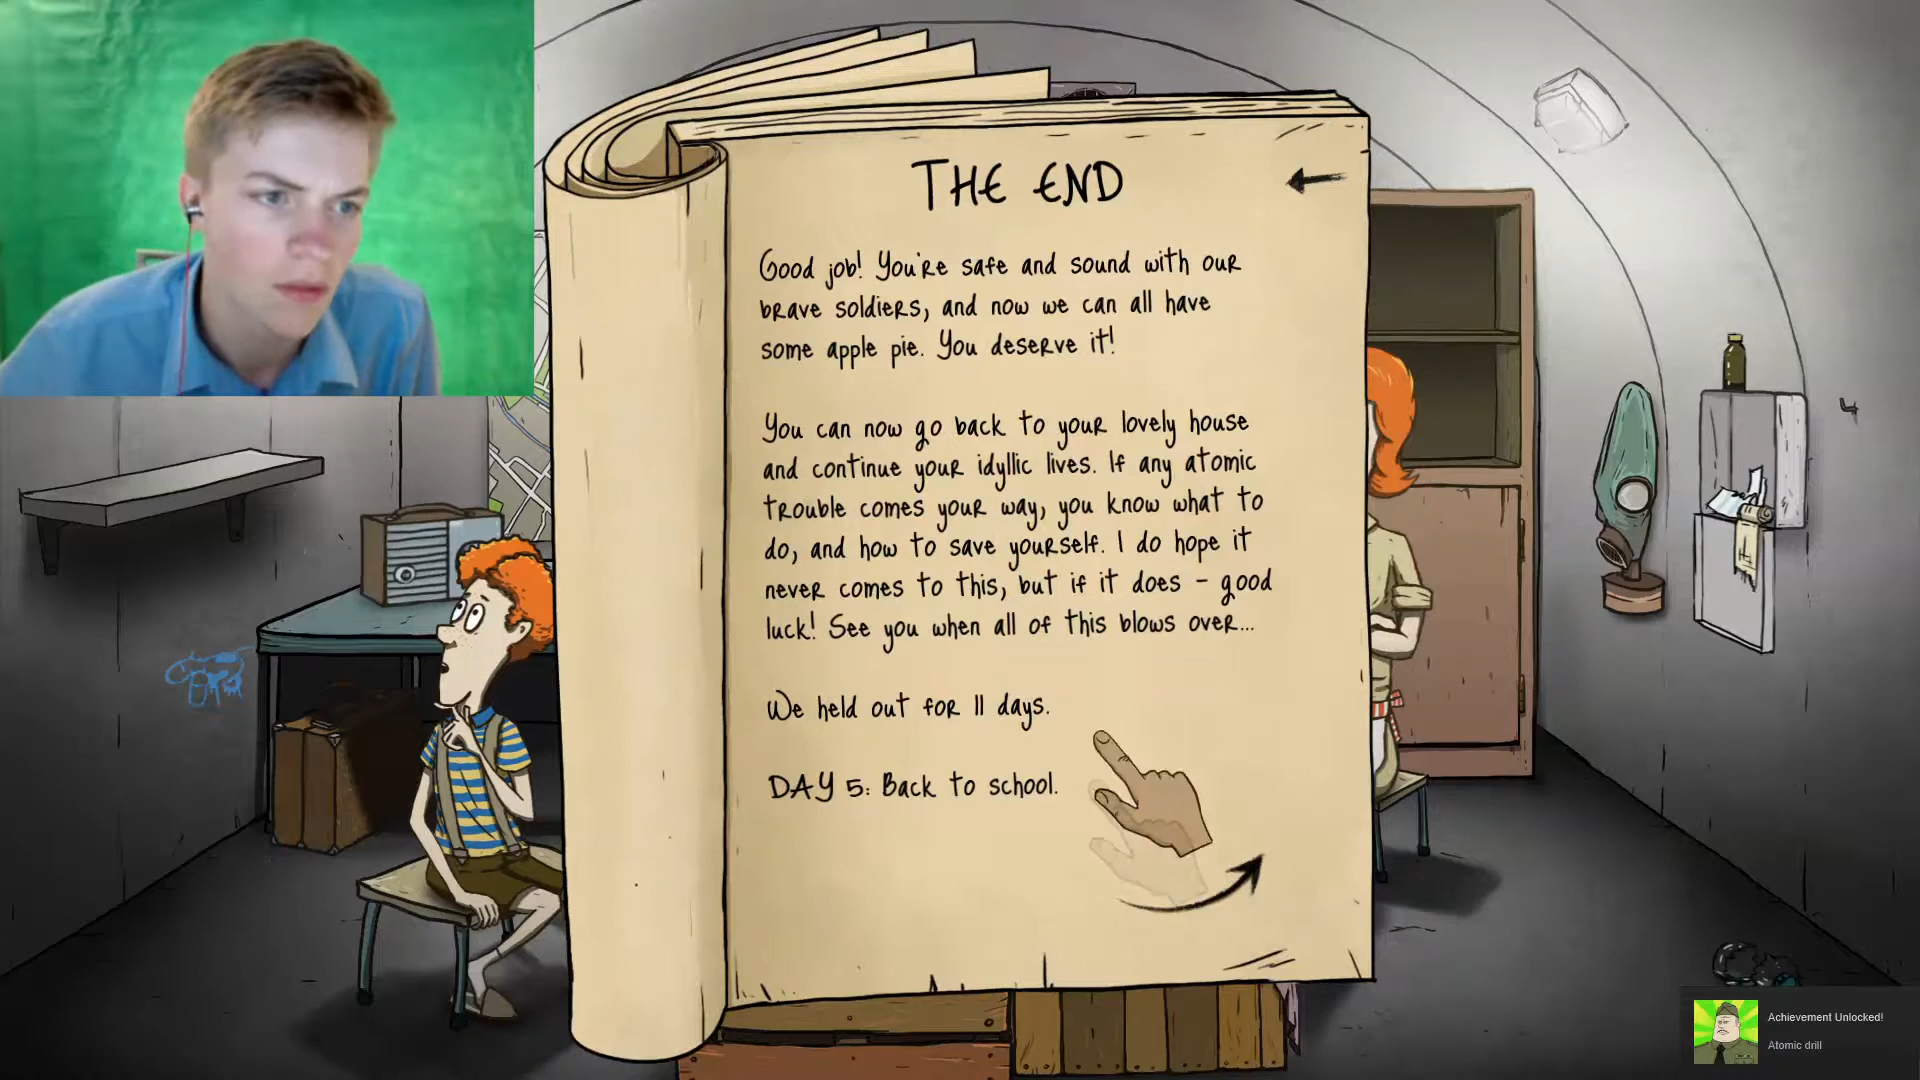 THE END
Good job! You're safe and sound with our
brave soldiers, and now we can all have
some apple pie. You deserve it!
You can now go back to your lovely house
and continue your idyllic lives. If any atomic
trouble comes your way, you know what to
do, and how to save yourself. I do hope it
never comes to this, but if it does - good
luck! See you when all of this blows over...
We held out for 11 days.
DAY 5: Back to school.
Achievement Unlocked!
Atomic drill